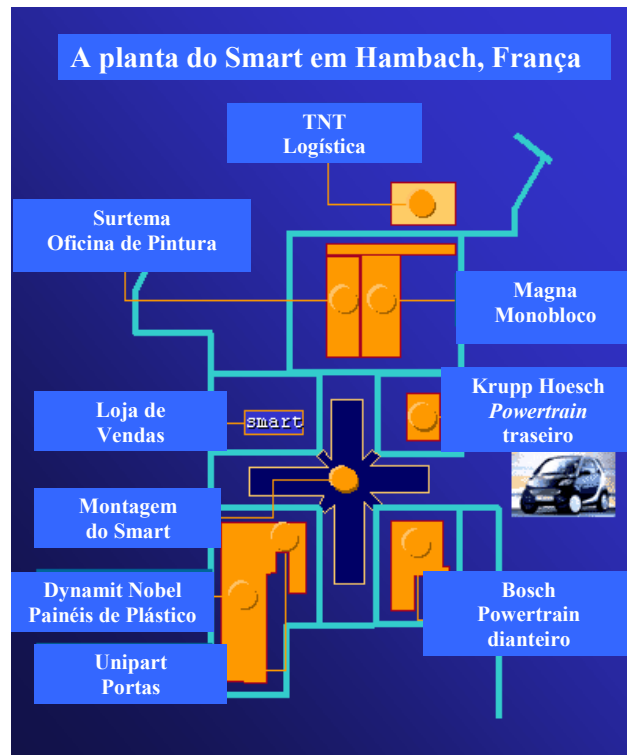 A planta do Smart em Hambach, França
TNT
Logística
Surtema
Oficina de Pintura
Magna
Monobloco
Krupp Hoesch
Powertrain
traseiro
Loja de
Vendas
smart
Montagem
do Smart
Dynamit Nobel
Painéis de Plástico
Bosch
Powertrain
dianteiro
Unipart
Portas